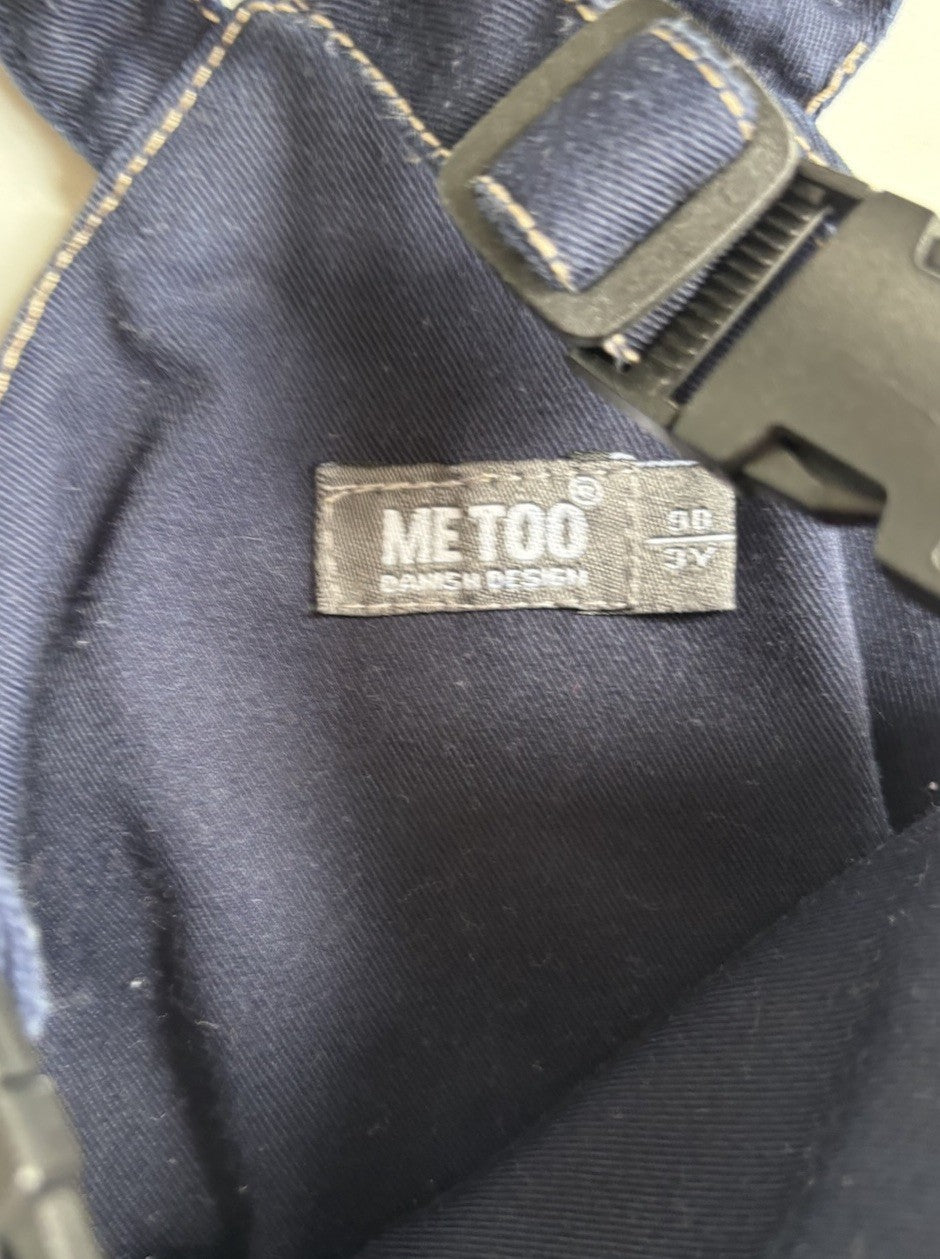 ME TOO®
DANISH DESIGN
98
3Y